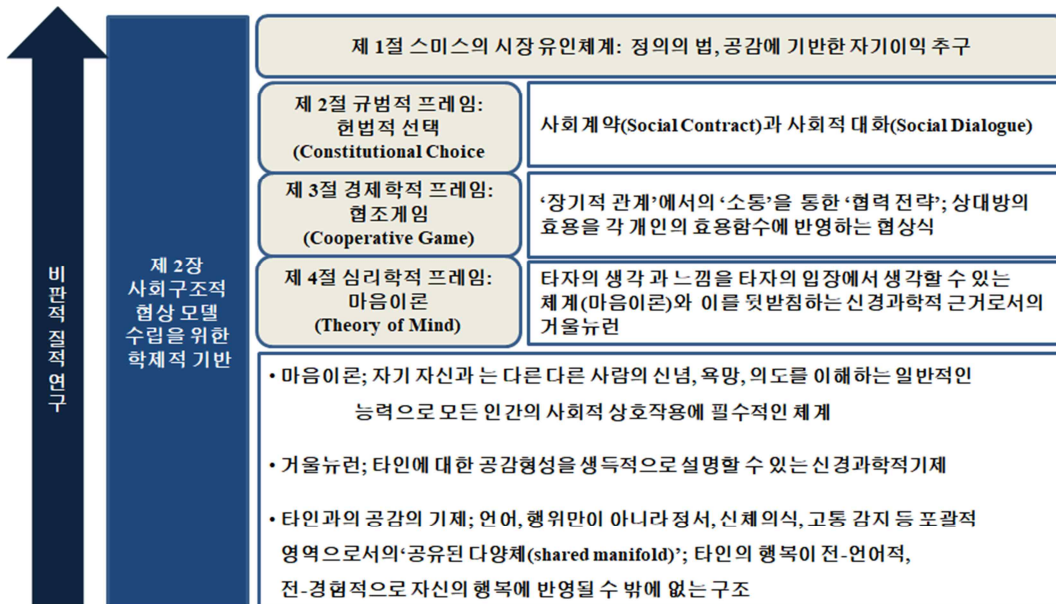 비판적 질적 연구
제 2장
사회구조적
협상 모델
수립을 위한
학제적 기반
제 1절 스미스의 시장 유인체계: 정의의 법, 공감에 기반한 자기이익 추구
제 2절 규범적 프레임:
헌법적 선택
(Constitutional Choice
사회계약(Social Contract)과 사회적 대화(Social Dialogue)
제 3절 경제학적 프레임:
협조게임
(Cooperative Game)
‘장기적 관계’에서의 ‘소통’을 통한 ‘협력 전략’; 상대방의
효용을 각 개인의 효용함수에 반영하는 협상식
제 4절 심리학적 프레임:
마음이론
(Theory of Mind)
타자의 생각 과 느낌을 타자의 입장에서 생각할 수 있는
체계(마음이론)와 이를 뒷받침하는 신경과학적 근거로서의
거울뉴런
• 마음이론; 자기 자신과 는 다른 다른 사람의 신념, 욕망, 의도를 이해하는 일반적인
능력으로 모든 인간의 사회적 상호작용에 필수적인 체계
• 거울뉴런; 타인에 대한 공감형성을 생득적으로 설명할 수 있는 신경과학적기제
• 타인과의 공감의 기제; 언어, 행위만이 아니라 정서, 신체의식, 고통 감지 등 포괄적
영역으로서의‘공유된 다양체(shared manifold)’; 타인의 행복이 전-언어적,
전-경험적으로 자신의 행복에 반영될 수 밖에 없는 구조